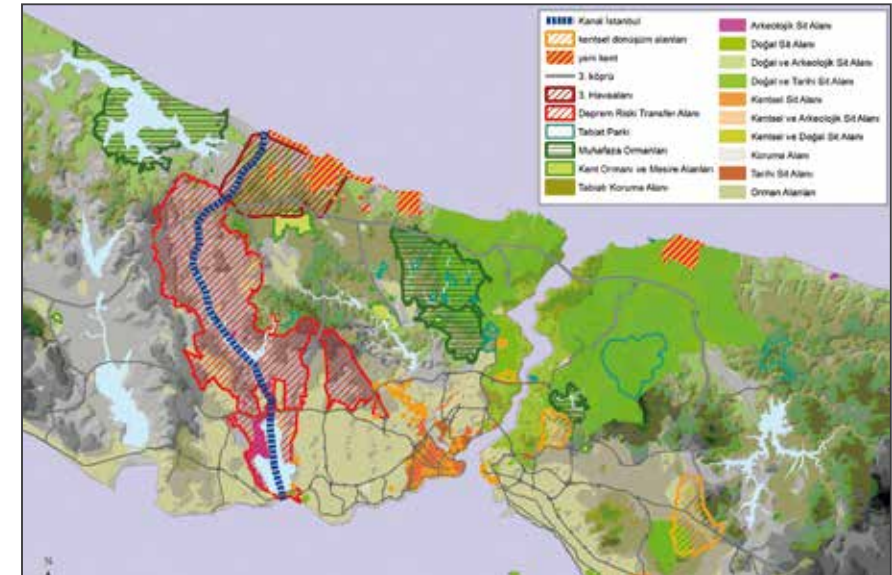 Kanal İstanbul
kentsel dönüşüm alanları
yeni kent
3. köprü
3. Havaalanı
Deprem Riski Transfer Alanı
Tabiat Parkı
Muhafaza Ormanları
Kent Ormanı ve Mesire Alanları
Tabiatı Koruma Alanı
Arkeolojik Sit Alanı
Doğal Sit Alanı
Doğal ve Arkeolojik Sit Alanı
Doğal ve Tarihi Sit Alanı
Kentsel Sit Alanı
Kentsel ve Arkeolojik Sit Alanı
Kentsel ve Doğal Sit Alanı
Koruma Alanı
Tarihi Sit Alanı
Orman Alanları
N